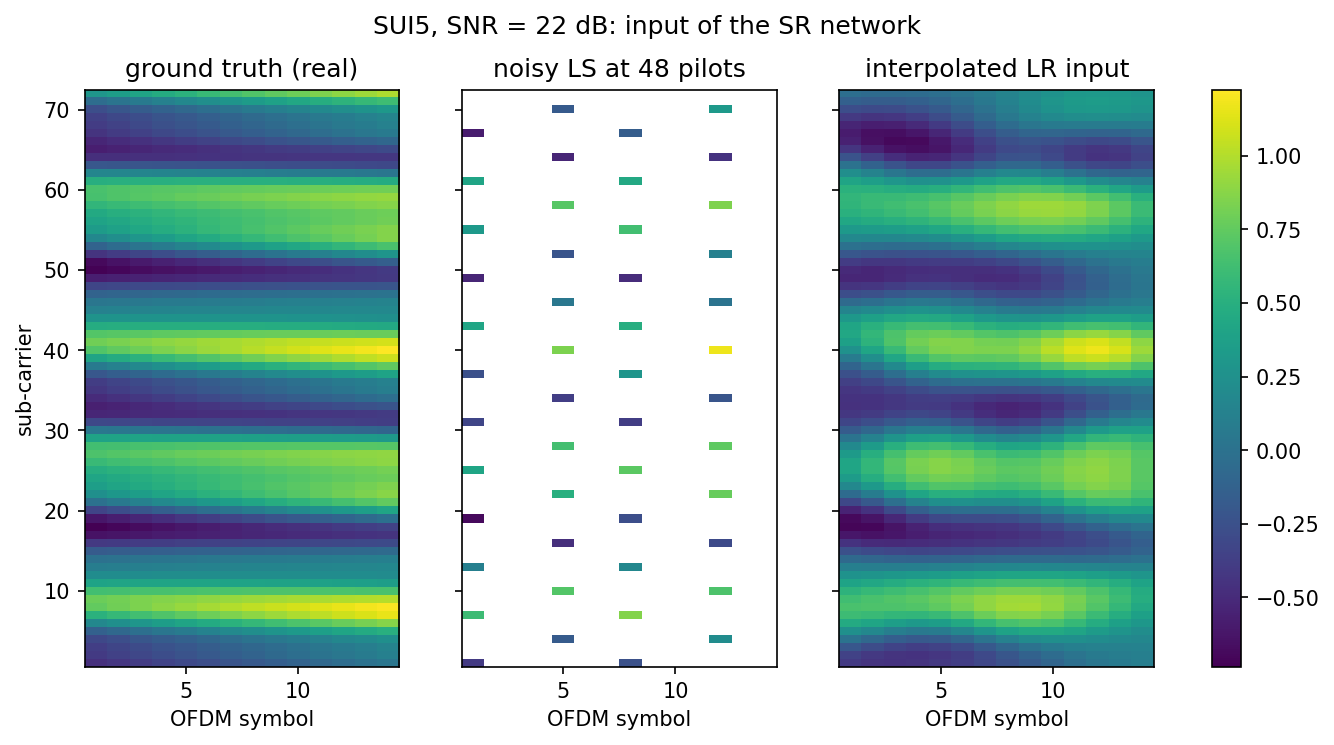 SUI5, SNR = 22 dB: input of the SR network
ground truth (real)
noisy LS at 48 pilots
interpolated LR input
sub-carrier
70
60
50
40
30
20
10
5 10
5 10
5 10
OFDM symbol
OFDM symbol
OFDM symbol
1.00
0.75
0.50
0.25
0.00
−0.25
−0.50